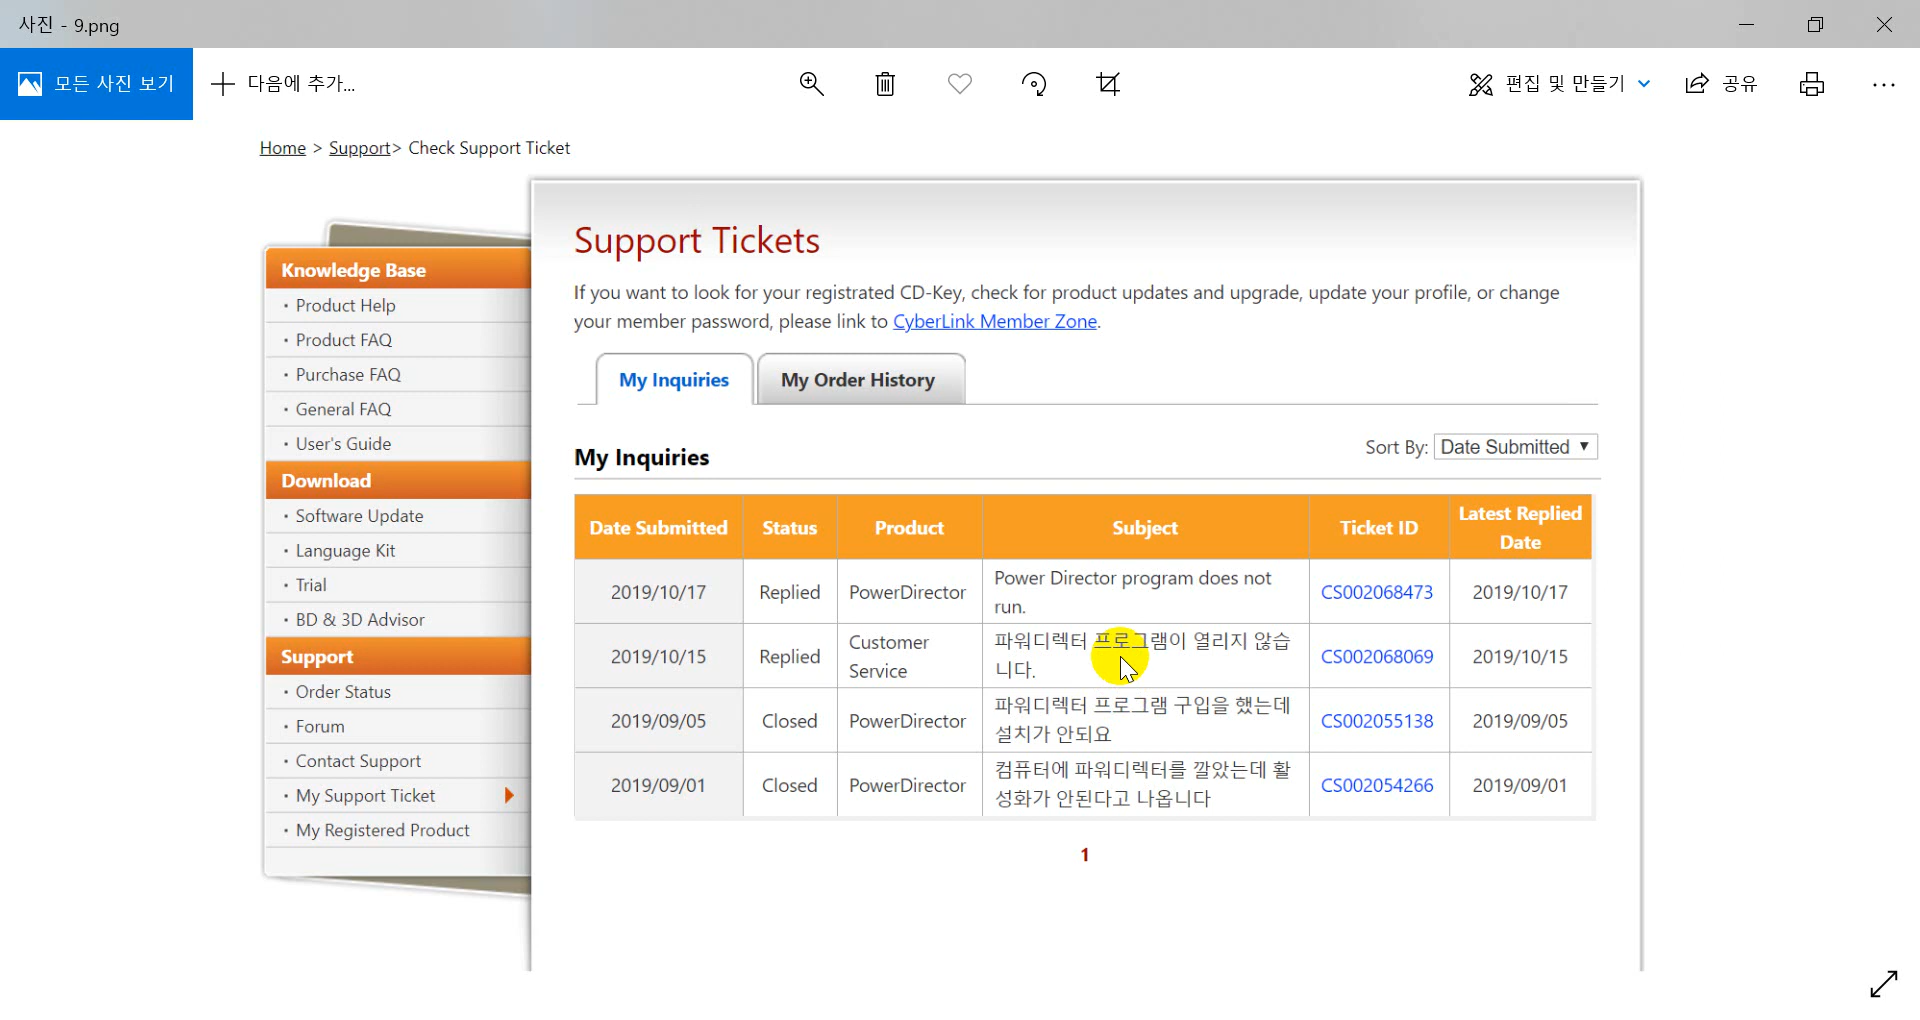 사진 - 9.png
모든 사진 보기
다음에 추가...
편집 및 만들기
공유
Home > Support> Check Support Ticket
Knowledge Base
· Product Help
· Product FAQ
· Purchase FAQ
· General FAQ
· User's Guide
Download
· Software Update
· Language Kit
· Trial
· BD & 3D Advisor
Support
· Order Status
· Forum
· Contact Support
· My Support Ticket
· My Registered Product
Support Tickets
If you want to look for your registrated CD-Key, check for product updates and upgrade, update your profile, or change
your member password, please link to CyberLink Member Zone.
My Inquiries
My Order History
My Inquiries
Sort By: Date Submitted ▼
Date Submitted Status Product Subject Ticket ID Latest Replied
Date
2019/10/17 Replied PowerDirector Power Director program does not
run. CS002068473 2019/10/17
2019/10/15 Replied Customer
Service 파워디렉터 프로그램이 열리지 않습
니다. CS002068069 2019/10/15
2019/09/05 Closed PowerDirector 파워디렉터 프로그램 구입을 했는데
설치가 안되요 CS002055138 2019/09/05
2019/09/01 Closed PowerDirector 컴퓨터에 파워디렉터를 깔았는데 활
성화가 안된다고 나옵니다 CS002054266 2019/09/01
1